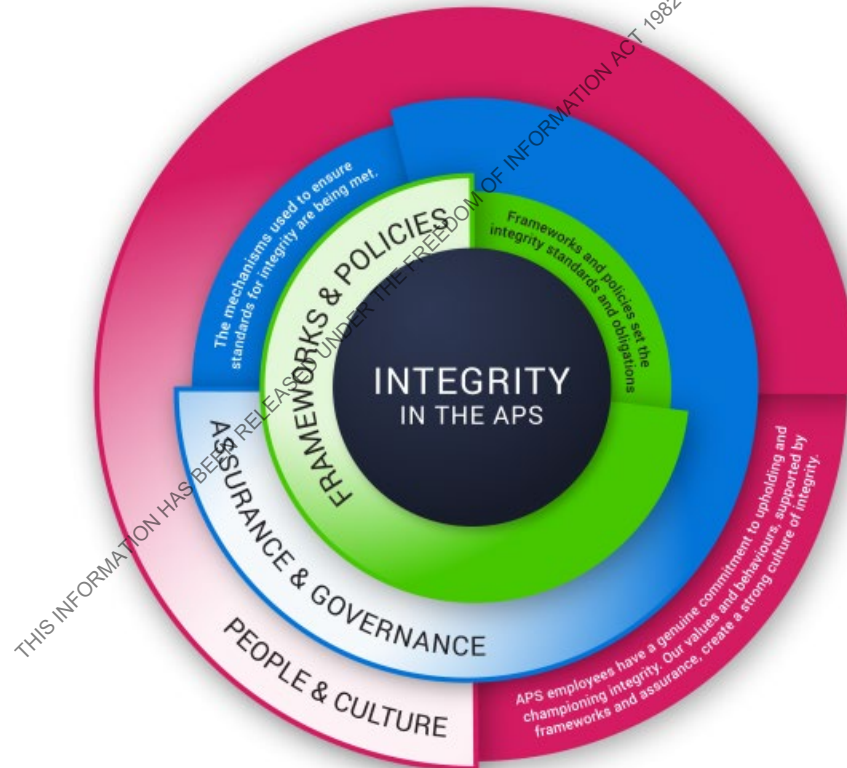 INTEGRITY
IN THE APS
FRAMEWORKS & POLICIES
Frameworks and policies set the
integrity standards and obligations
ASSURANCE & GOVERNANCE
The mechanisms used to ensure
standards for integrity are being met.
PEOPLE & CULTURE
APS employees have a genuine commitment to upholding and
championing integrity. Our values and behaviours, supported by
frameworks and assurance, create a strong culture of integrity.
THIS INFORMATION HAS BEEN RELEASED UNDER THE FREEDOM OF INFORMATION ACT 1982